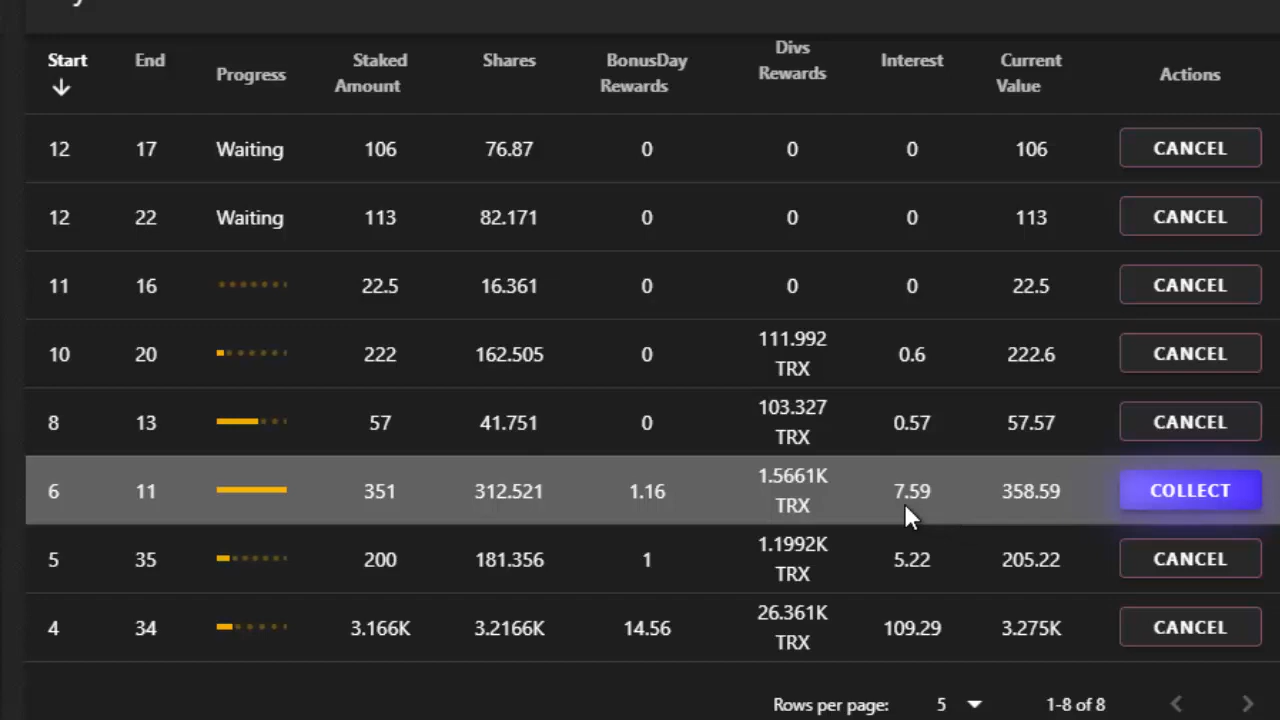 Start End Progress Staked Amount Shares BonusDay Rewards Divs Rewards Interest Current Value Actions
12 17 Waiting 106 76.87 0 0 0 106 CANCEL
12 22 Waiting 113 82.171 0 0 0 113 CANCEL
11 16 22.5 16.361 0 0 0 22.5 CANCEL
10 20 222 162.505 0 111.992 TRX 0.6 222.6 CANCEL
8 13 57 41.751 0 103.327 TRX 0.57 57.57 CANCEL
6 11 351 312.521 1.16 1.5661K TRX 7.59 358.59 COLLECT
5 35 200 181.356 1 1.1992K TRX 5.22 205.22 CANCEL
4 34 3.166K 3.2166K 14.56 26.361K TRX 109.29 3.275K CANCEL
Rows per page: 5 1-8 of 8